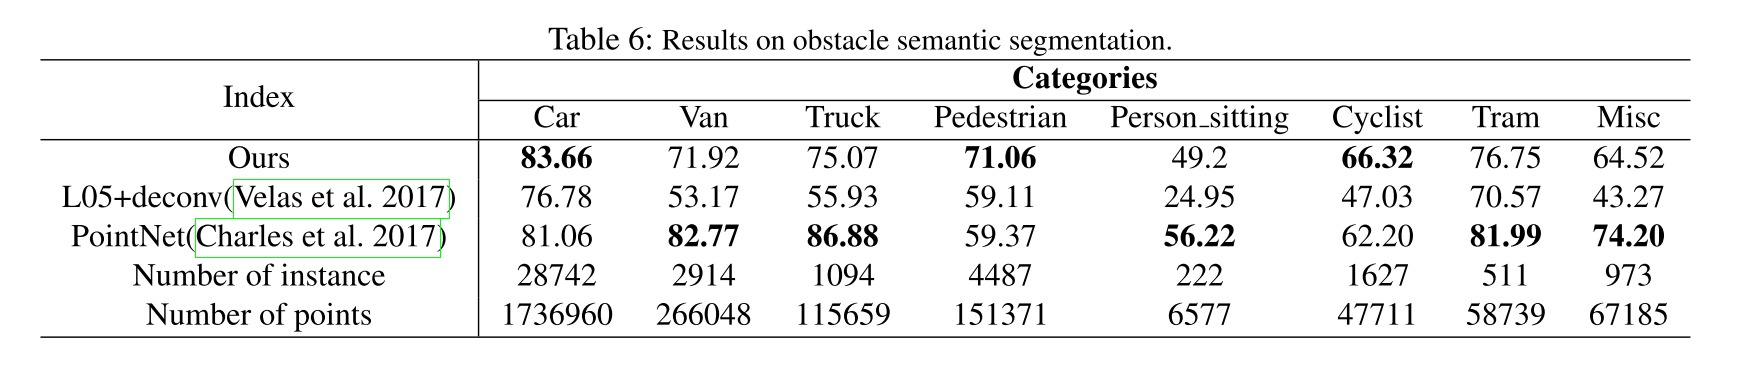 Table 6: Results on obstacle semantic segmentation.
Index Categories
Car Van Truck Pedestrian Person_sitting Cyclist Tram Misc
Ours 83.66 71.92 75.07 71.06 49.2 66.32 76.75 64.52
L05+deconv(Velas et al. 2017) 76.78 53.17 55.93 59.11 24.95 47.03 70.57 43.27
PointNet(Charles et al. 2017) 81.06 82.77 86.88 59.37 56.22 62.20 81.99 74.20
Number of instance 28742 2914 1094 4487 222 1627 511 973
Number of points 1736960 266048 115659 151371 6577 47711 58739 67185